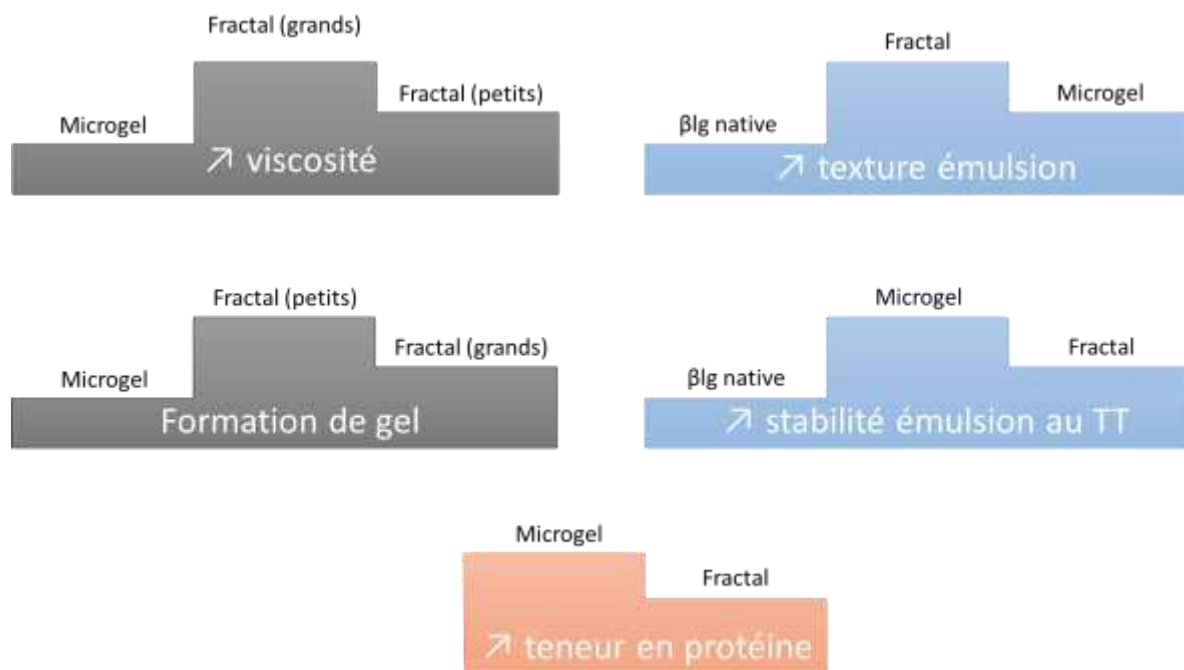 Fractal (grands)
Fractal (petits)
Microgel
↗ viscosité
Fractal
Microgel
βlg native
↗ texture émulsion
Fractal (petits)
Fractal (grands)
Microgel
Formation de gel
Microgel
Fractal
βlg native
↗ stabilité émulsion au TT
Microgel
Fractal
↗ teneur en protéine